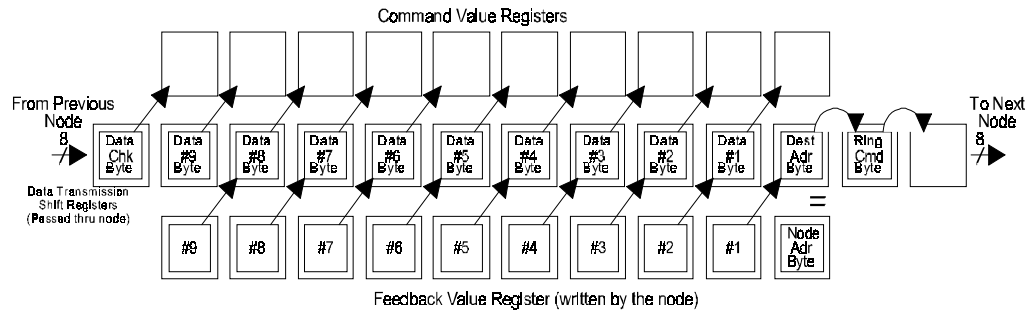 Command Value Registers
From Previous
Node
8
To Next
Node
8
Data
Chk
Byte
Data
#9
Byte
Data
#8
Byte
Data
#7
Byte
Data
#6
Byte
Data
#5
Byte
Data
#4
Byte
Data
#3
Byte
Data
#2
Byte
Data
#1
Byte
Dest
Adr
Byte
Ring
Cmd
Byte
Data Transmission
Shift Registers
(Passed thru node)
=
#9
#8
#7
#6
#5
#4
#3
#2
#1
Node
Adr
Byte
Feedback Value Register (written by the node)